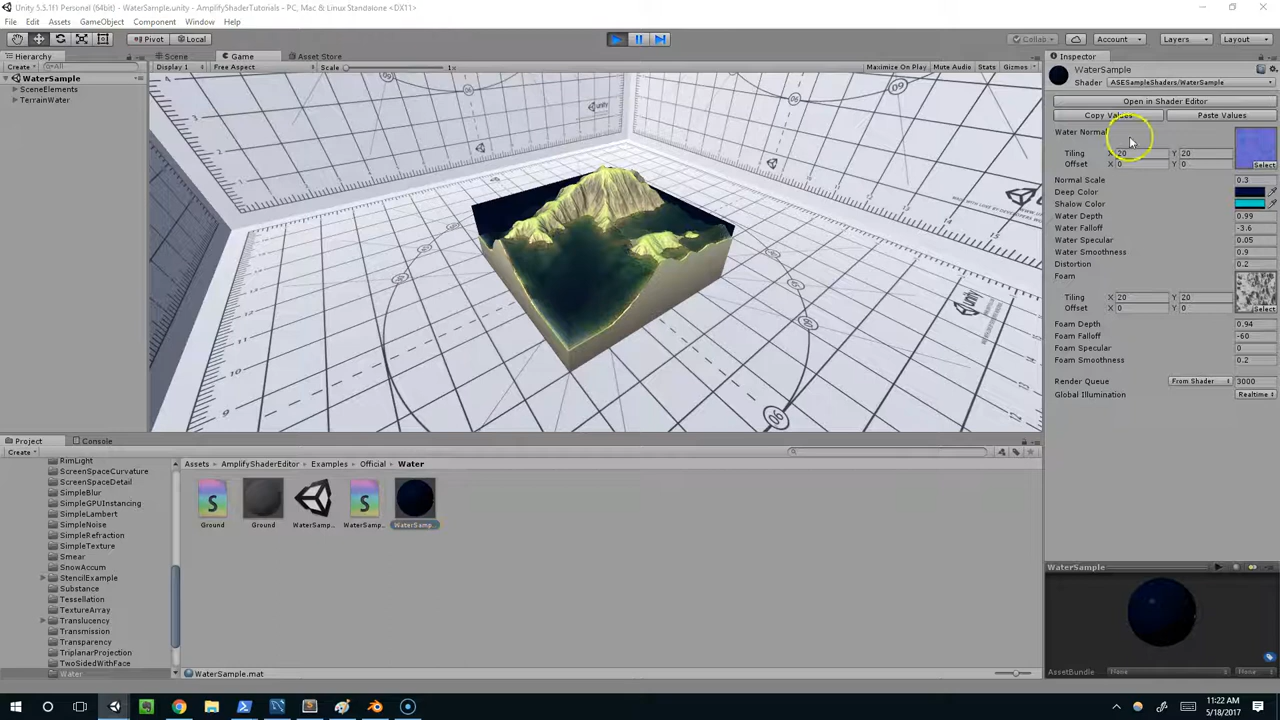 Unity 5.5.1f1 Personal (64bit) - WaterSample.unity - AmplifyShaderTutorials - PC, Mac & Linux Standalone <DX11>
File Edit Assets GameObject Component Window Help
Pivot Local Collab Account Layers Layout
Hierarchy Scene Game Asset Store Inspector
Create All Display 1 Free Aspect Scale 1x Maximize On Play Mute Audio Stats Gizmos
WaterSample
SceneElements
TerrainWater
WaterSample
Shader ASESampleShaders/WaterSample
Open in Shader Editor
Copy Values Paste Values
Water Normal
Tiling X 20 Y 20
Offset X 0 Y 0
Select
Normal Scale 0.3
Deep Color
Shalow Color
Water Depth 0.99
Water Falloff -3.6
Water Specular 0.05
Water Smoothness 0.9
Distortion 0.2
Foam
Tiling X 20 Y 20
Offset X 0 Y 0
Select
Foam Depth 0.94
Foam Falloff -60
Foam Specular 0
Foam Smoothness 0.2
Render Queue From Shader 3000
Global Illumination Realtime
unity
Project Console
Create
RimLight
ScreenSpaceCurvature
ScreenSpaceDetail
SimpleBlur
SimpleGPUInstancing
SimpleLambert
SimpleNoise
SimpleRefraction
SimpleTexture
Smear
SnowAccum
StencilExample
Substance
Tessellation
TextureArray
Translucency
Transmission
Transparency
TriplanarProjection
TwoSidedWithFace
Water
Assets AmplifyShaderEditor Examples Official Water
Ground Ground WaterSamp... WaterSamp... WaterSamp...
WaterSample.mat
WaterSample
AssetBundle None None
11:22 AM
5/18/2017